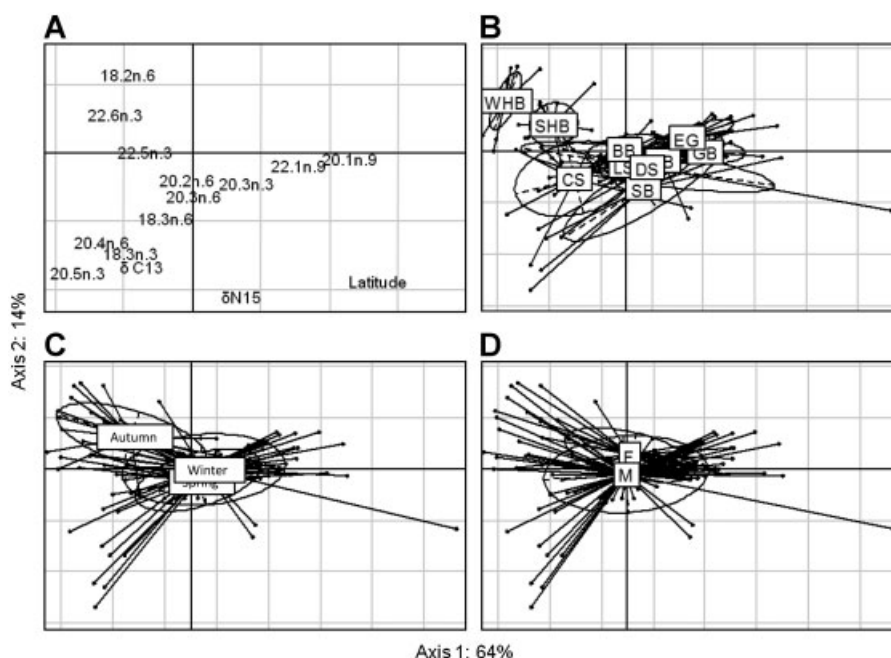 A
18.2n.6
22.6n.3
22.5n.3
22.1n.9
20.1n.9
20.2n.6
20.3n.3
20.3n.6
18.3n.6
20.4n.6
18.3n.3
20.5n.3
δ C13
Latitude
δN15
B
WHB
SHB
EG
BB
GB
LS
DS
B
CS
SB
Axis 2: 14%
C
Autumn
Winter
Spring
D
F
M
Axis 1: 64%